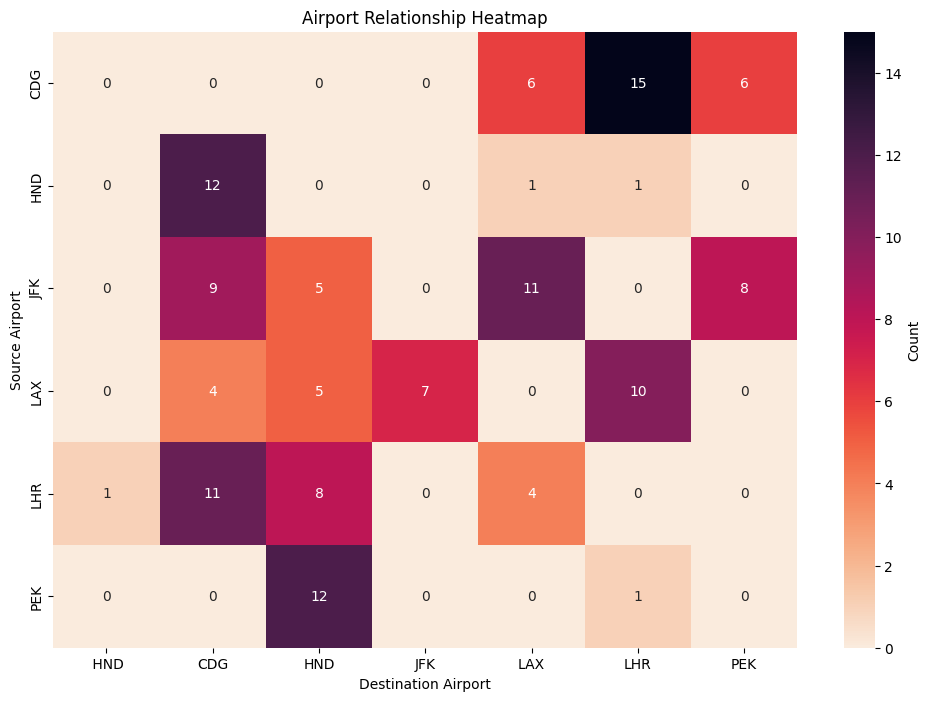 Airport Relationship Heatmap
Source Airport
CDG 0 0 0 0 6 15 6
HND 0 12 0 0 1 1 0
JFK 0 9 5 0 11 0 8
LAX 0 4 5 7 0 10 0
LHR 1 11 8 0 4 0 0
PEK 0 0 12 0 0 1 0
HND CDG HND JFK LAX LHR PEK
Destination Airport
14
12
10
8
6
4
2
0
Count